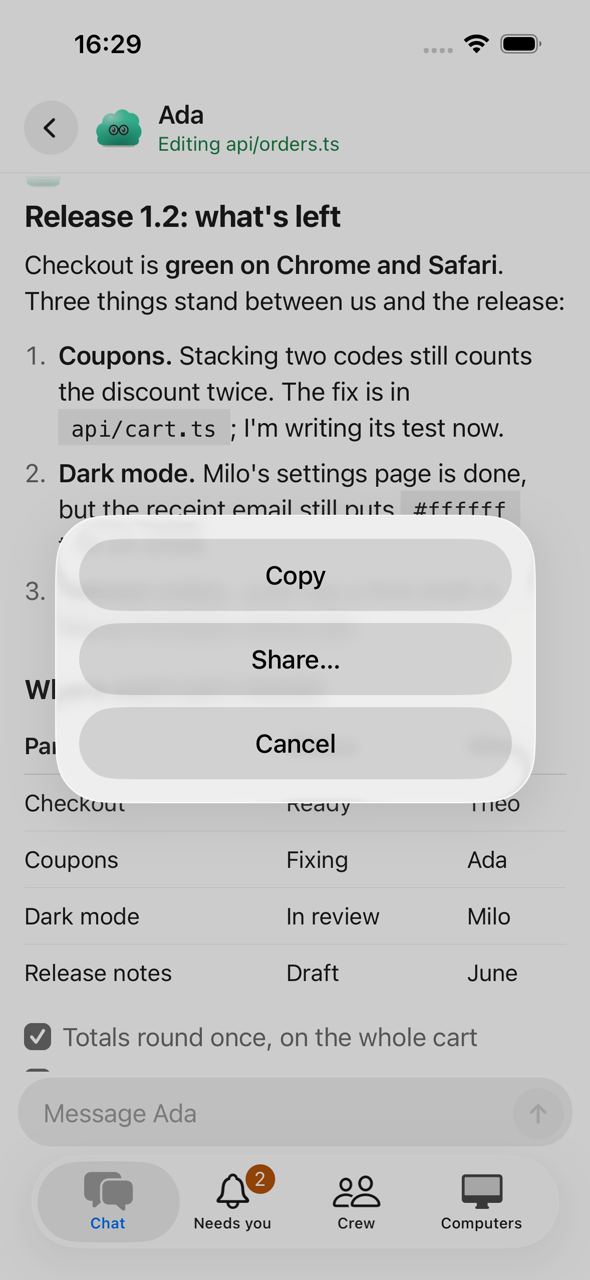 16:29
Ada
Editing api/orders.ts
Release 1.2: what's left
Checkout is green on Chrome and Safari.
Three things stand between us and the release:
1. Coupons. Stacking two codes still counts
the discount twice. The fix is in
api/cart.ts ; I'm writing its test now.
2. Dark mode. Milo's settings page is done,
but the receipt email still puts #ffffff
3.
Copy
Share...
Cancel
Checkout Ready Theo
Coupons Fixing Ada
Dark mode In review Milo
Release notes Draft June
Totals round once, on the whole cart
Message Ada
2
Chat Needs you Crew Computers